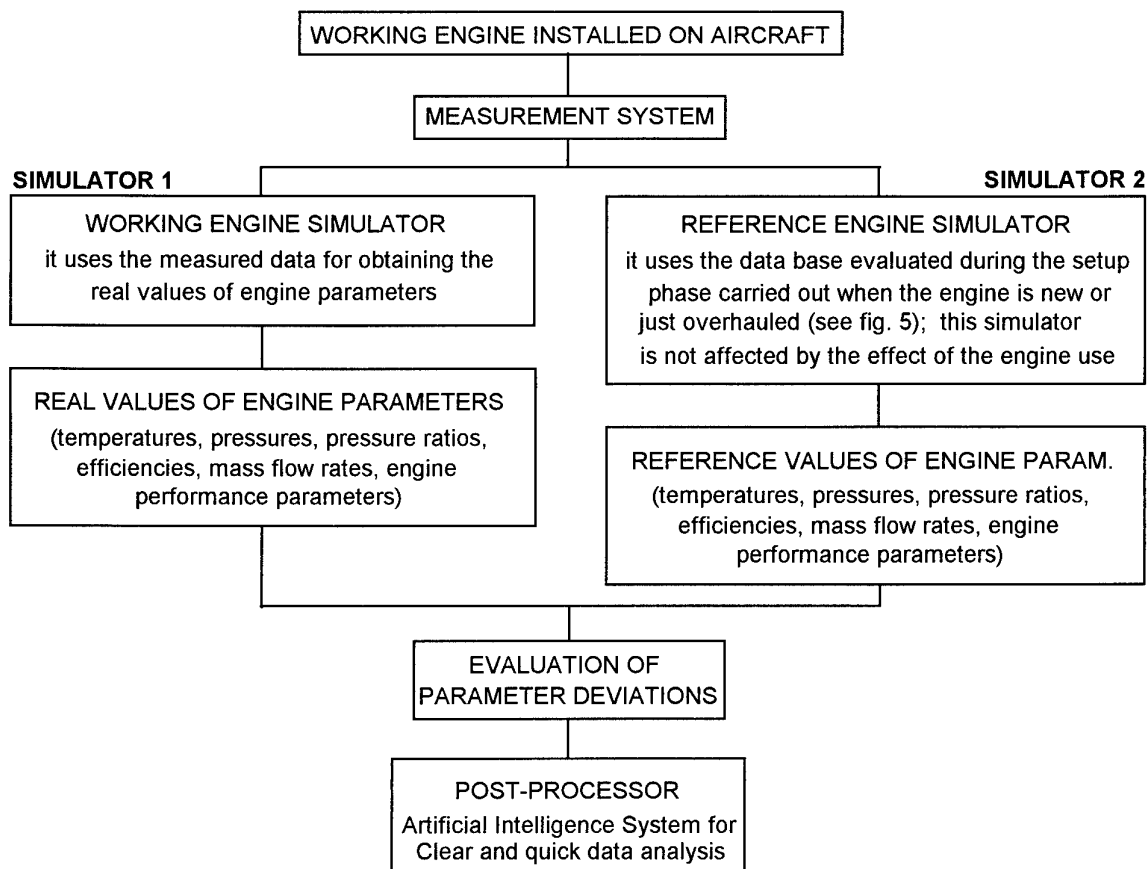 WORKING ENGINE INSTALLED ON AIRCRAFT
MEASUREMENT SYSTEM
SIMULATOR 1
WORKING ENGINE SIMULATOR
it uses the measured data for obtaining the
real values of engine parameters
REAL VALUES OF ENGINE PARAMETERS
(temperatures, pressures, pressure ratios,
efficiencies, mass flow rates, engine
performance parameters)
SIMULATOR 2
REFERENCE ENGINE SIMULATOR
it uses the data base evaluated during the setup
phase carried out when the engine is new or
just overhauled (see fig. 5); this simulator
is not affected by the effect of the engine use
REFERENCE VALUES OF ENGINE PARAM.
(temperatures, pressures, pressure ratios,
efficiencies, mass flow rates, engine
performance parameters)
EVALUATION OF
PARAMETER DEVIATIONS
POST-PROCESSOR
Artificial Intelligence System for
Clear and quick data analysis